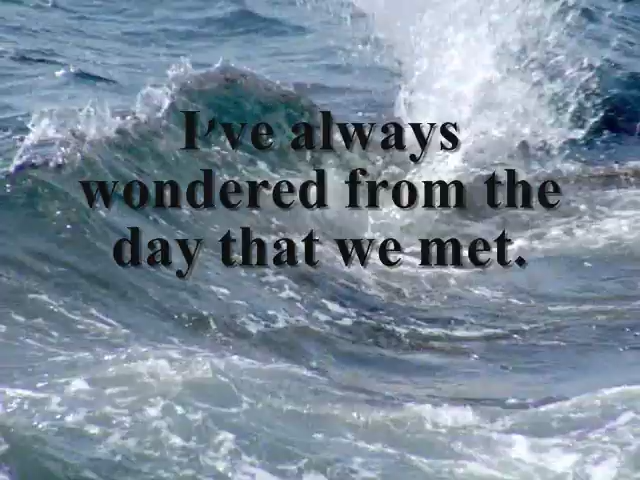 I've always
wondered from the
day that we met.